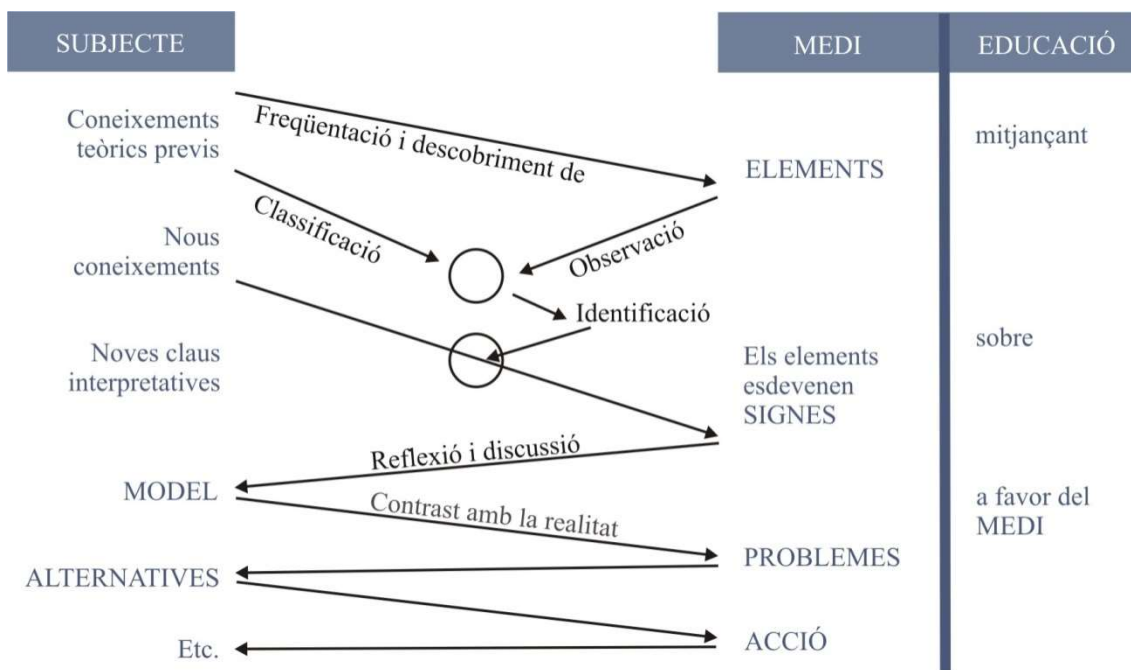 SUBJECTE
MEDI
EDUCACIÓ
Coneixements
teòrics previs
Freqüentació i descobriment de
ELEMENTS
mitjançant
Classificació
Observació
Nous
coneixements
Identificació
Noves claus
interpretatives
Els elements
esdevenen
SIGNES
sobre
Reflexió i discussió
MODEL
Contrast amb la realitat
a favor del
MEDI
PROBLEMES
ALTERNATIVES
ACCIÓ
Etc.